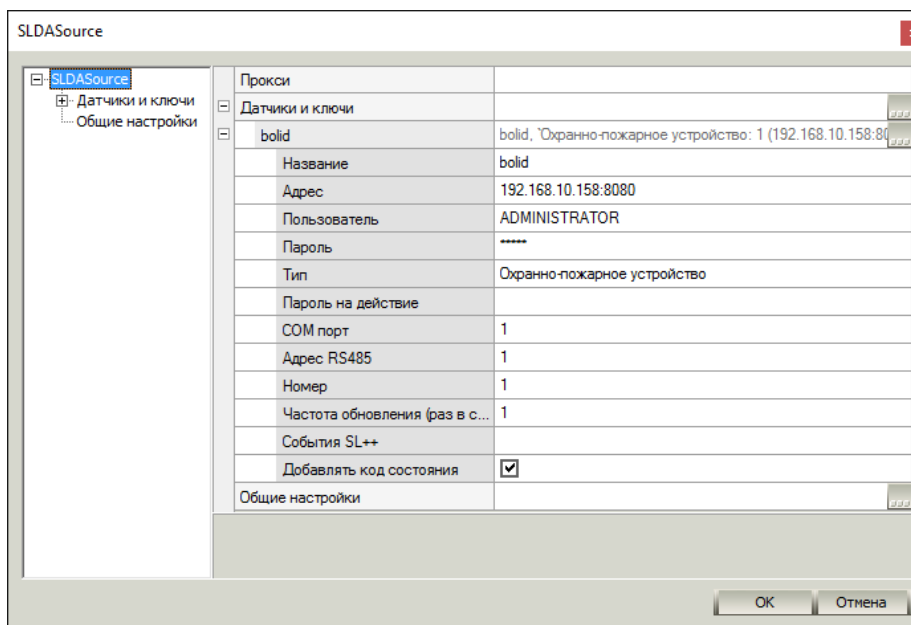 SLDASource
SLDASource
Датчики и ключи
Общие настройки
Прокси
Датчики и ключи
bolid bolid, `Охранно-пожарное устройство: 1 (192.168.10.158:80
Название bolid
Адрес 192.168.10.158:8080
Пользователь ADMINISTRATOR
Пароль *****
Тип Охранно-пожарное устройство
Пароль на действие
COM порт 1
Адрес RS485 1
Номер 1
Частота обновления (раз в с... 1
События SL++
Добавлять код состояния
Общие настройки
OK Отмена